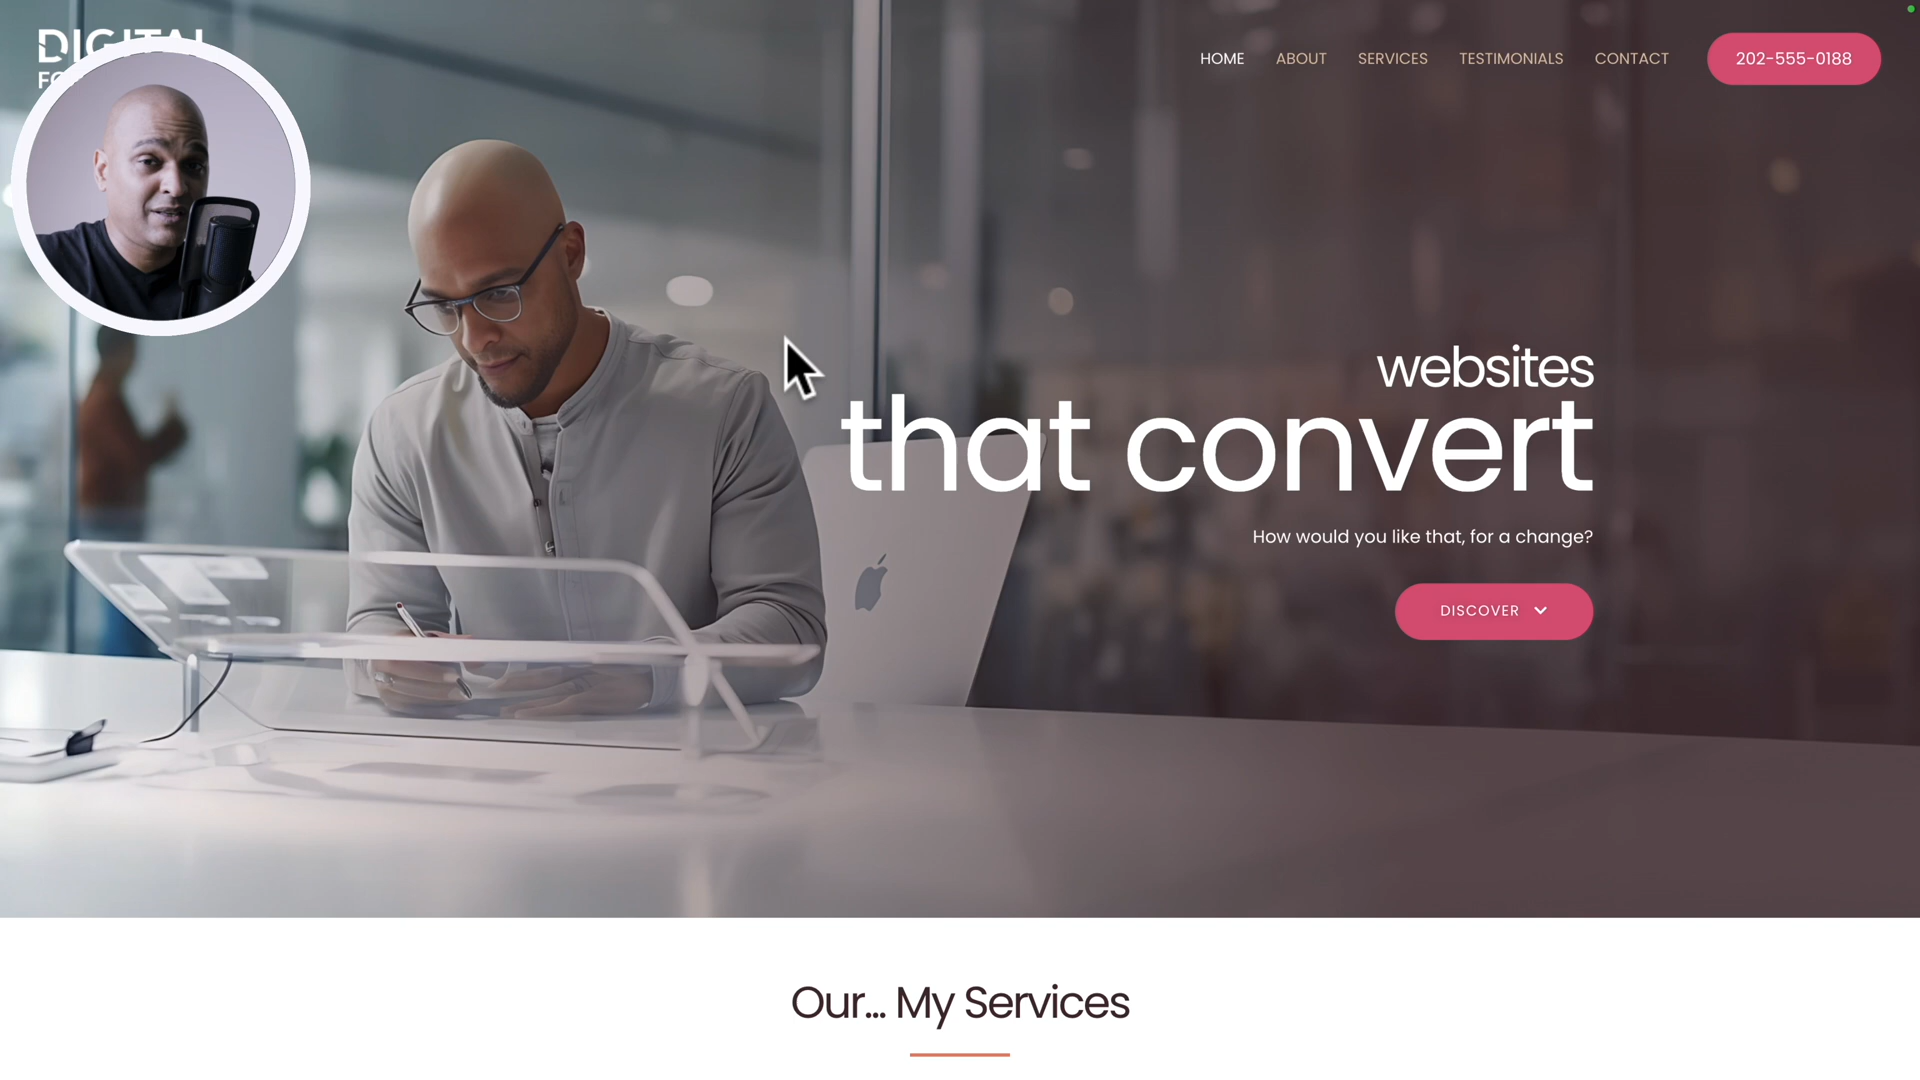 DIGITAL
HOME ABOUT SERVICES TESTIMONIALS CONTACT 202-555-0188
websites
that convert
How would you like that, for a change?
DISCOVER
Our... My Services